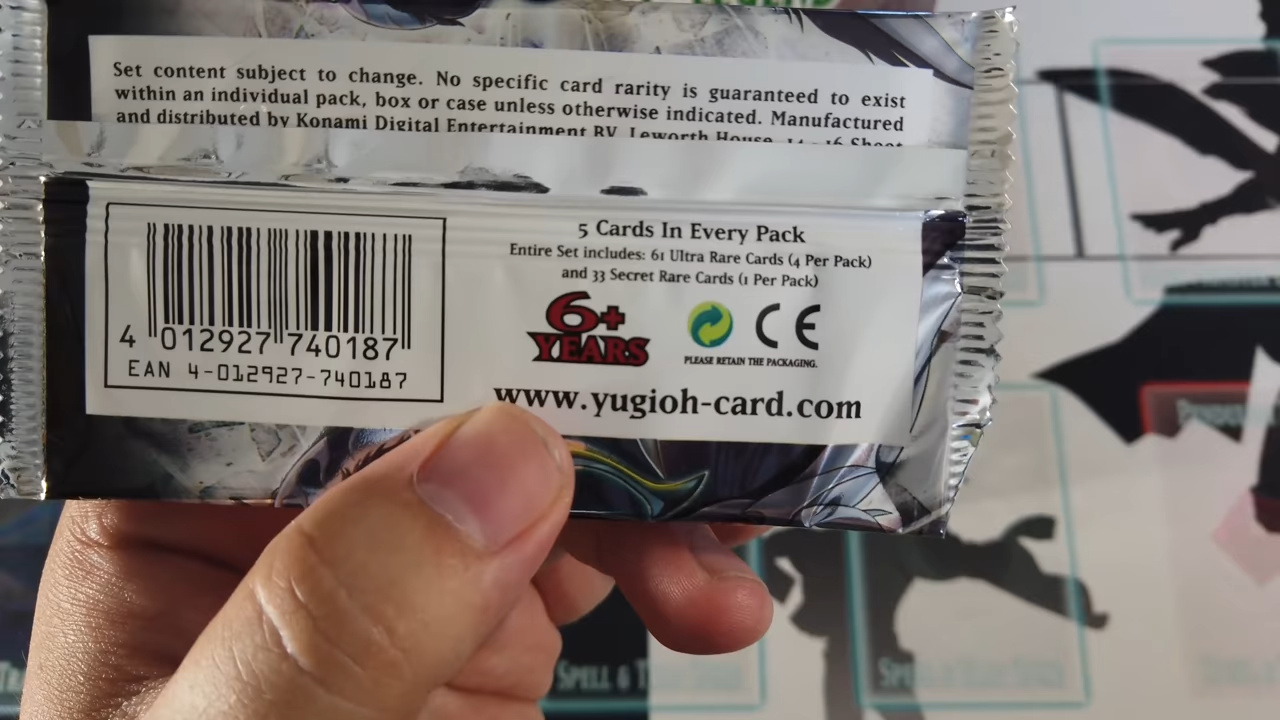 Set content subject to change. No specific card rarity is guaranteed to exist
within an individual pack, box or case unless otherwise indicated. Manufactured
and distributed by Konami Digital Entertainment BV, Leworth House, 14 - 16 Sheet
5 Cards In Every Pack
Entire Set includes: 61 Ultra Rare Cards (4 Per Pack)
and 33 Secret Rare Cards (1 Per Pack)
6+
YEARS
CE
PLEASE RETAIN THE PACKAGING.
www.yugioh-card.com
4 012927 740187
EAN 4-012927-740187
SPELL &